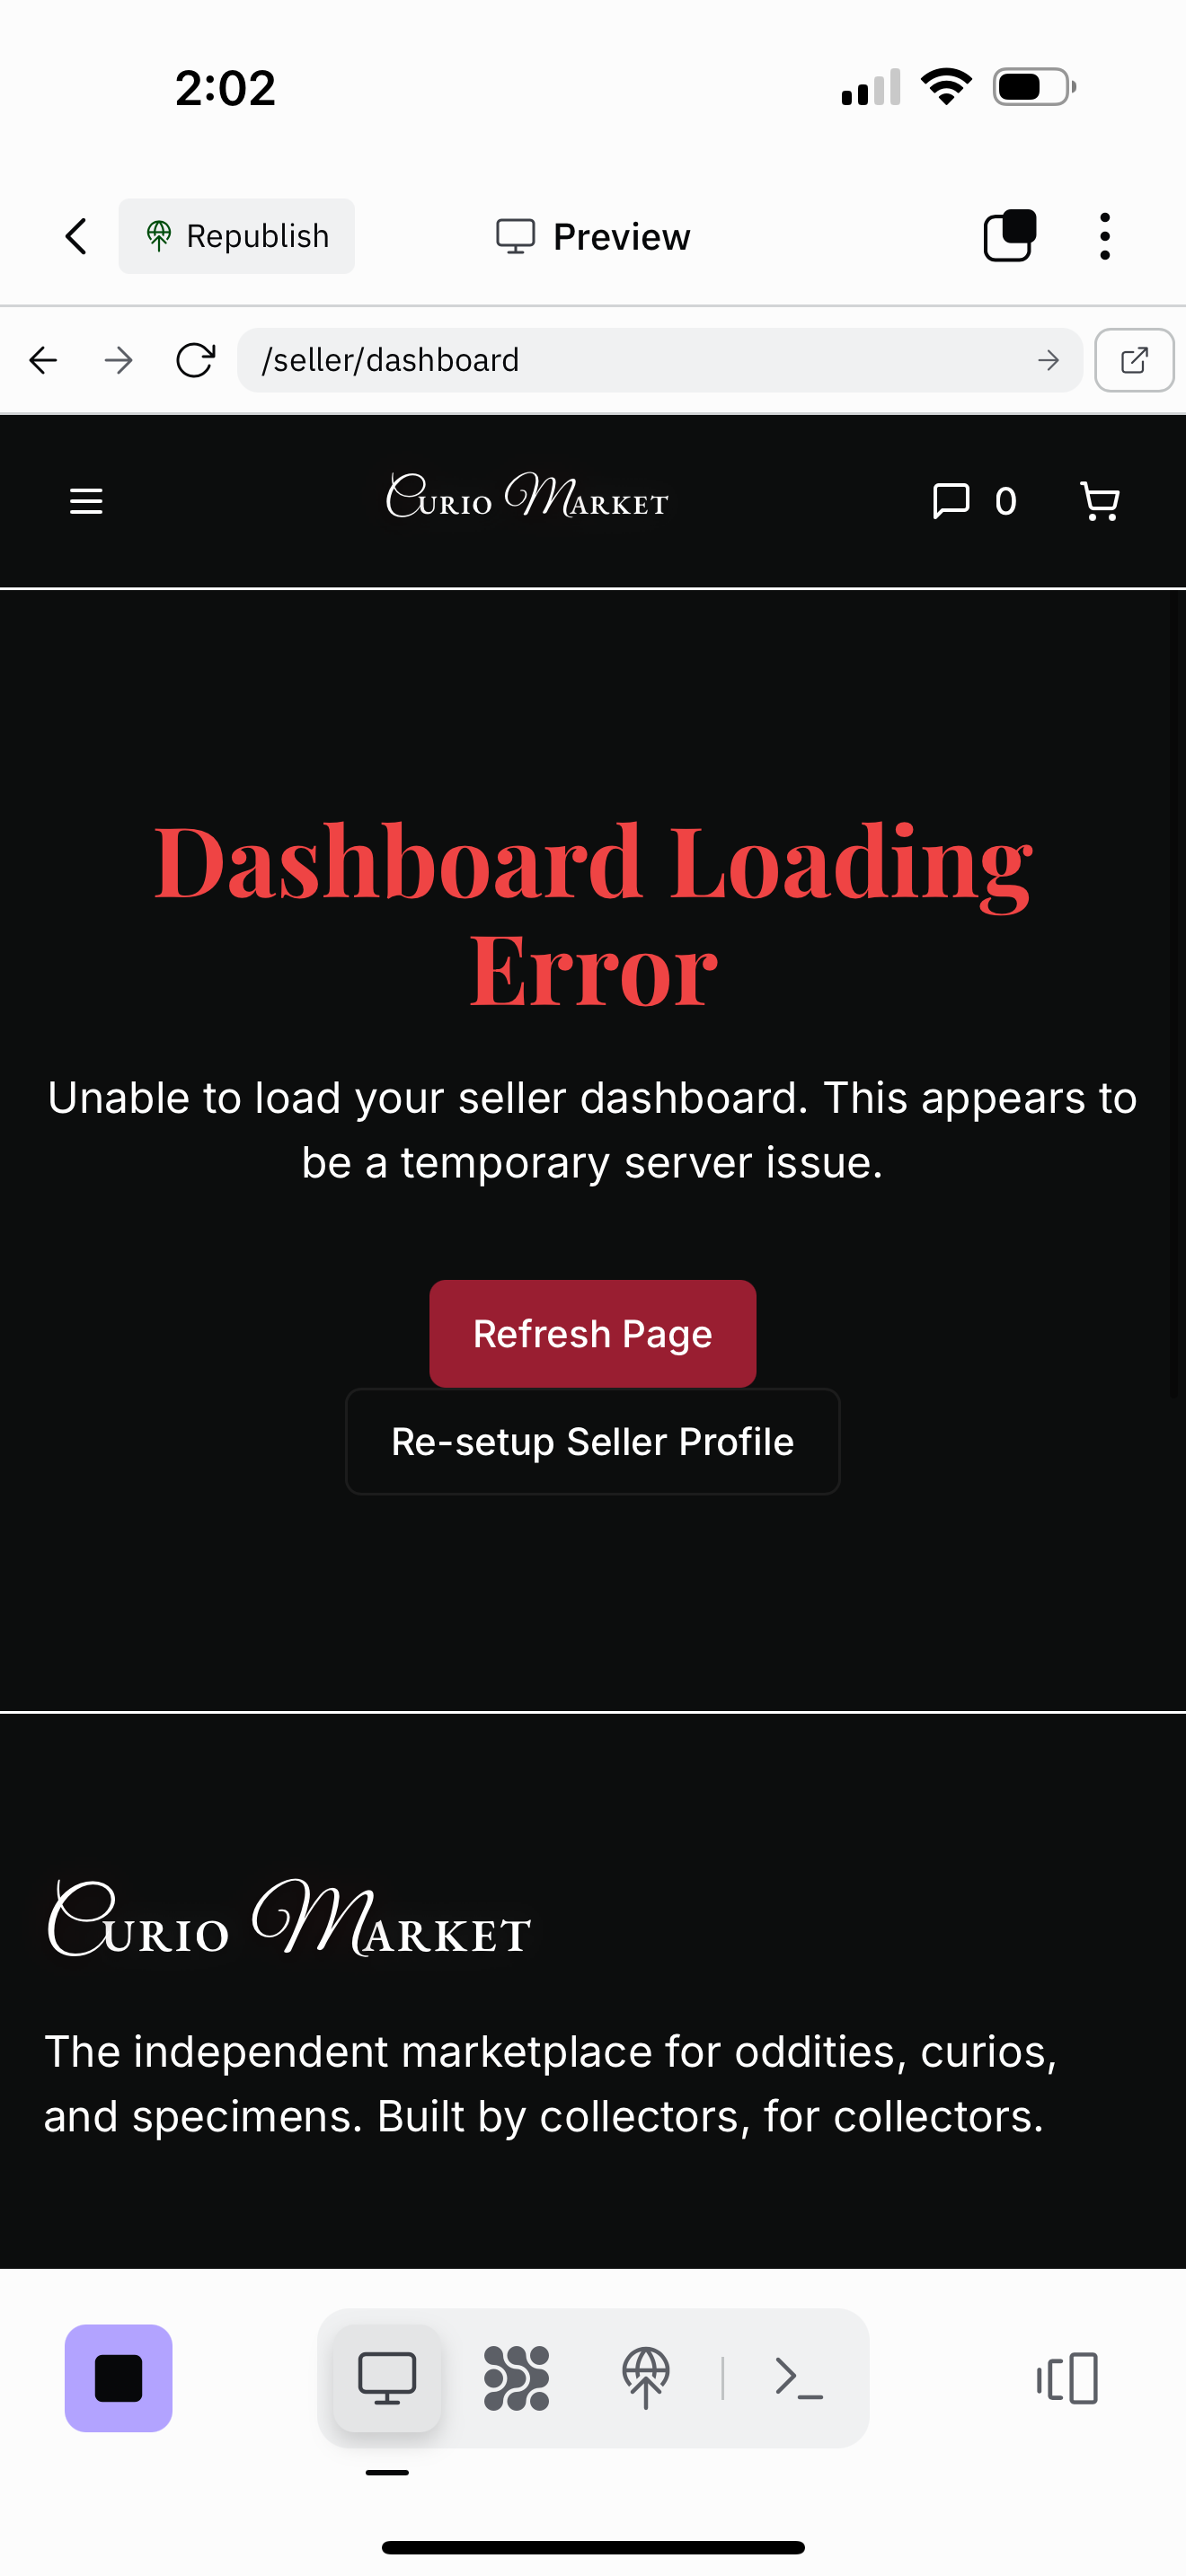 2:02
Republish
Preview
/seller/dashboard
Curio Market
0
Dashboard Loading
Error
Unable to load your seller dashboard. This appears to
be a temporary server issue.
Refresh Page
Re-setup Seller Profile
Curio Market
The independent marketplace for oddities, curios,
and specimens. Built by collectors, for collectors.